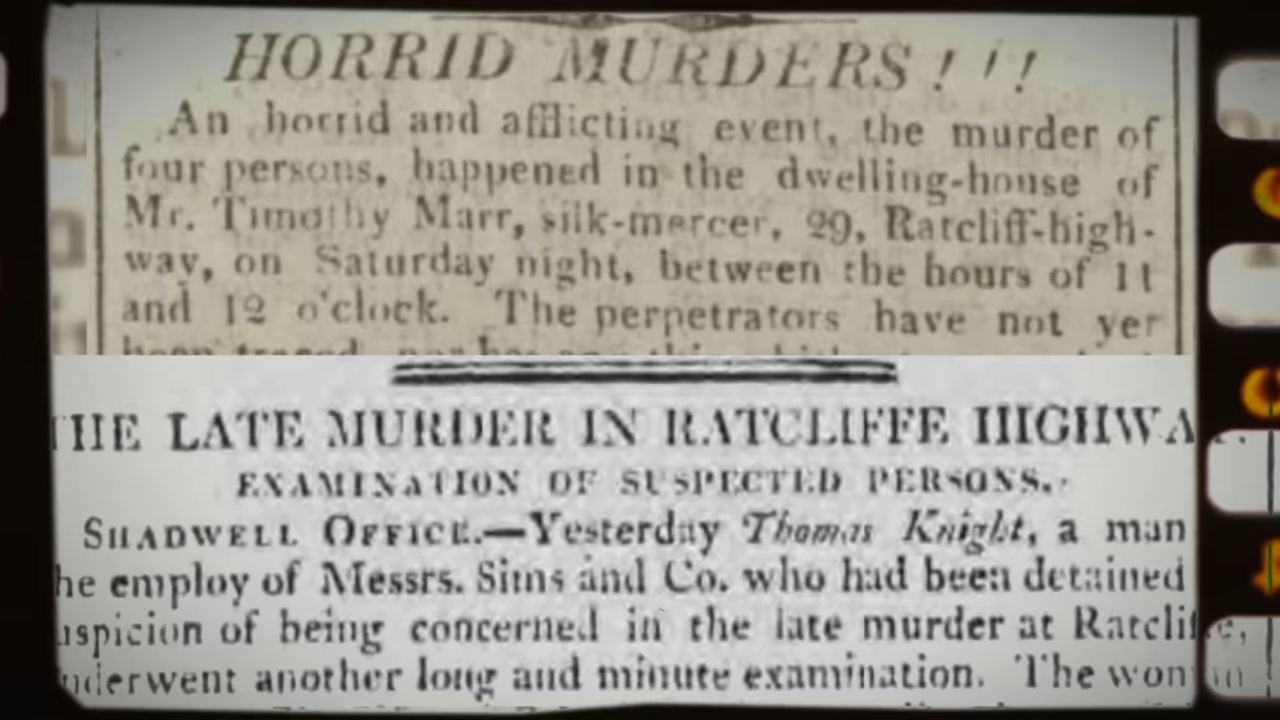 HORRID MURDERS!!!
An horrid and afflicting event, the murder of
four persons, happened in the dwelling-house of
Mr. Timothy Marr, silk-mercer, 29, Ratcliff-high-
way, on Saturday night, between the hours of 11
and 12 o'clock. The perpetrators have not yer
THE LATE MURDER IN RATCLIFFE HIGHWA
EXAMINATION OF SUSPECTED PERSONS.
SHADWELL OFFICE.—Yesterday Thomas Knight, a man
he employ of Messrs. Sims and Co. who had been detained
uspicion of being concerned in the late murder at Ratcliffe,
nderwent another long and minute examination. The wom